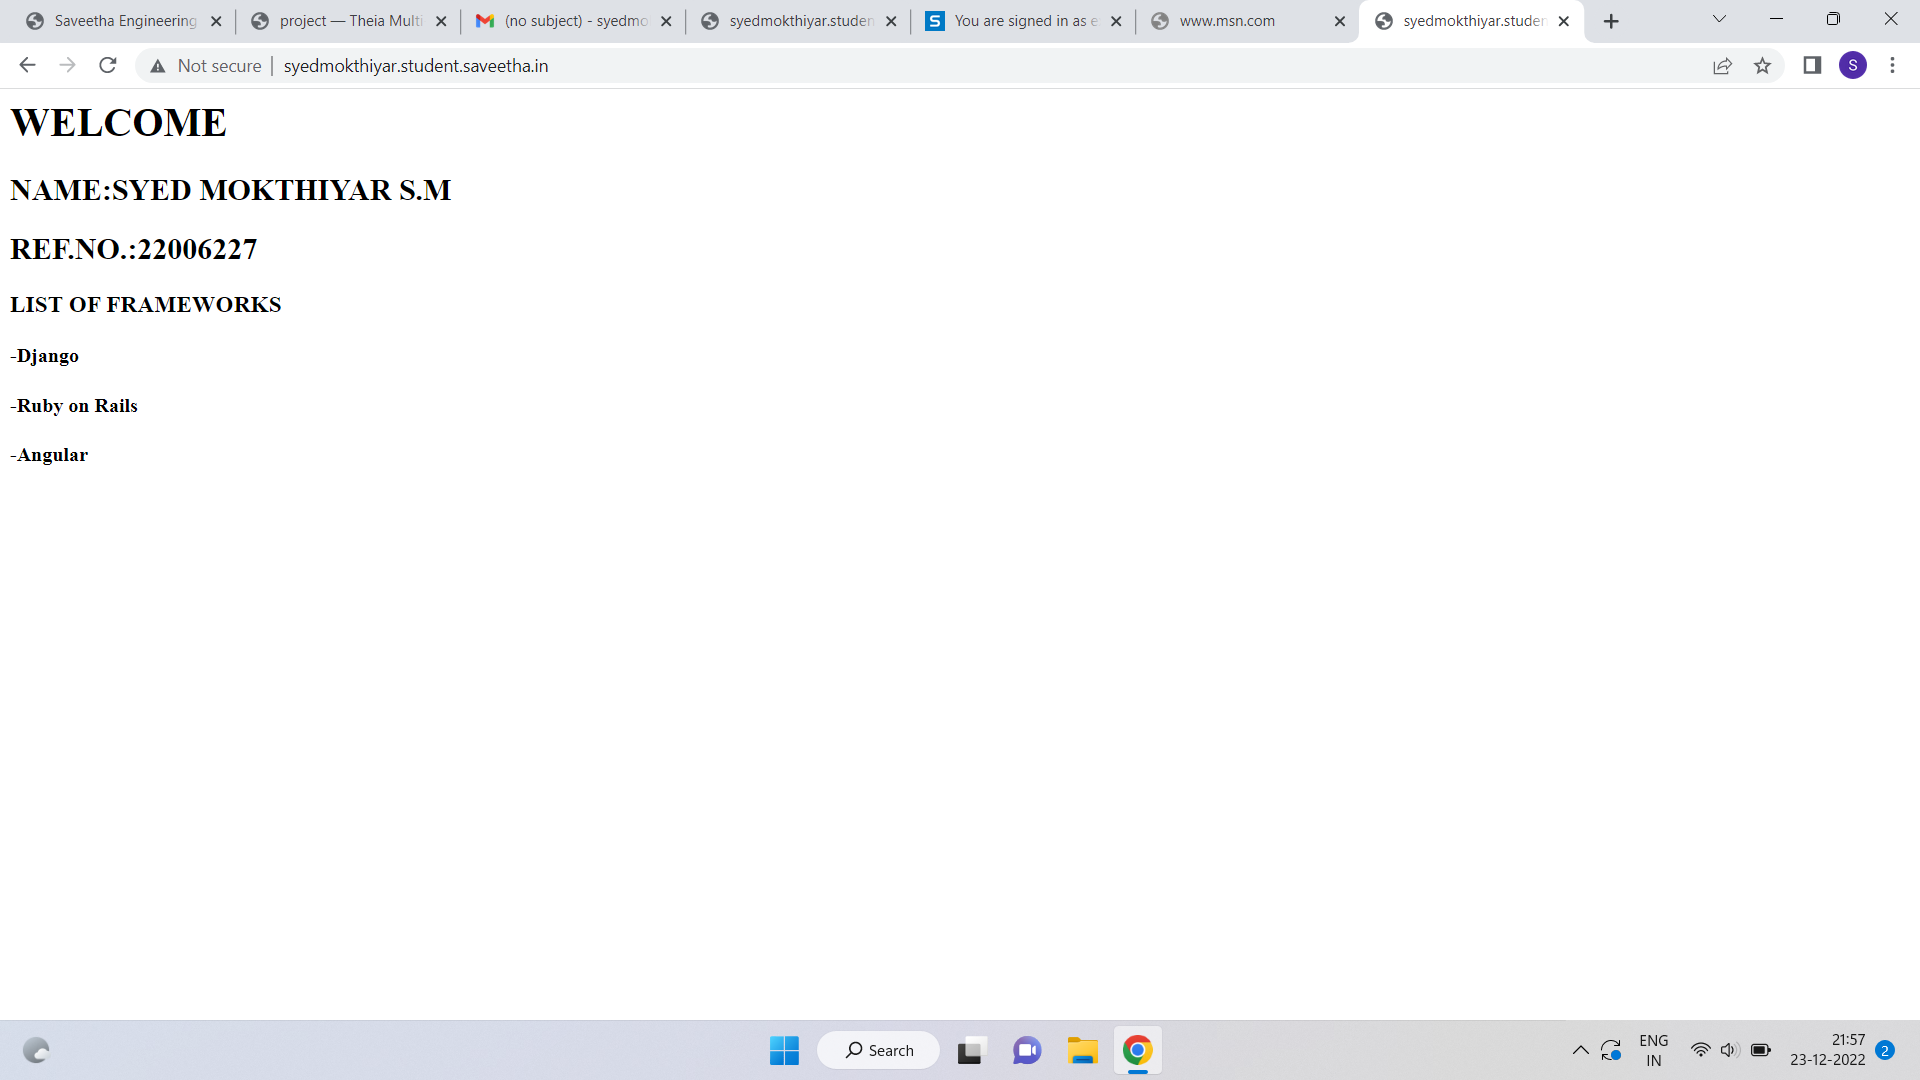 Saveetha Engineering
project — Theia Multi
(no subject) - syedmo
syedmokthiyar.studen
You are signed in as e
www.msn.com
syedmokthiyar.studen
Not secure
syedmokthiyar.student.saveetha.in
S
WELCOME
NAME:SYED MOKTHIYAR S.M
REF.NO.:22006227
LIST OF FRAMEWORKS
-Django
-Ruby on Rails
-Angular
Search
ENG
IN
21:57
23-12-2022
2